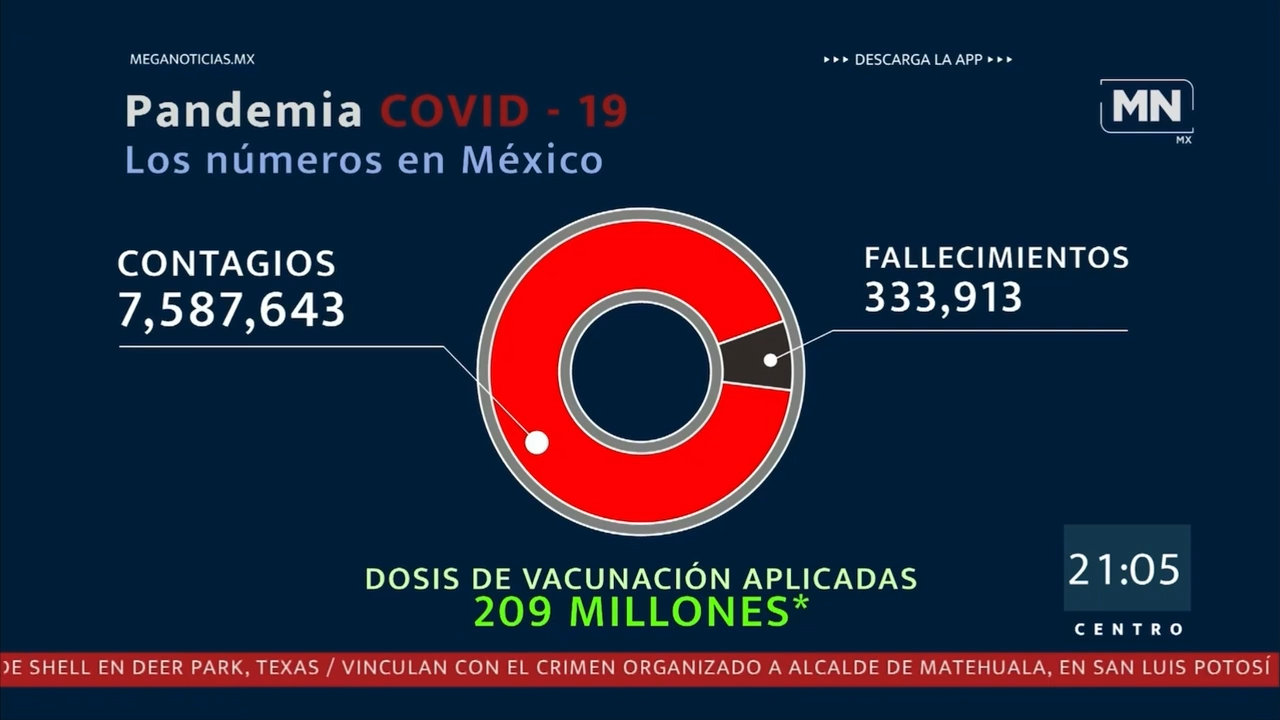 MEGANOTICIAS.MX
DESCARGA LA APP
MN
MX
Pandemia COVID - 19
Los números en México
CONTAGIOS
7,587,643
FALLECIMIENTOS
333,913
DOSIS DE VACUNACIÓN APLICADAS
209 MILLONES*
21:05
CENTRO
DE SHELL EN DEER PARK, TEXAS / VINCULAN CON EL CRIMEN ORGANIZADO A ALCALDE DE MATEHUALA, EN SAN LUIS POTOSÍ